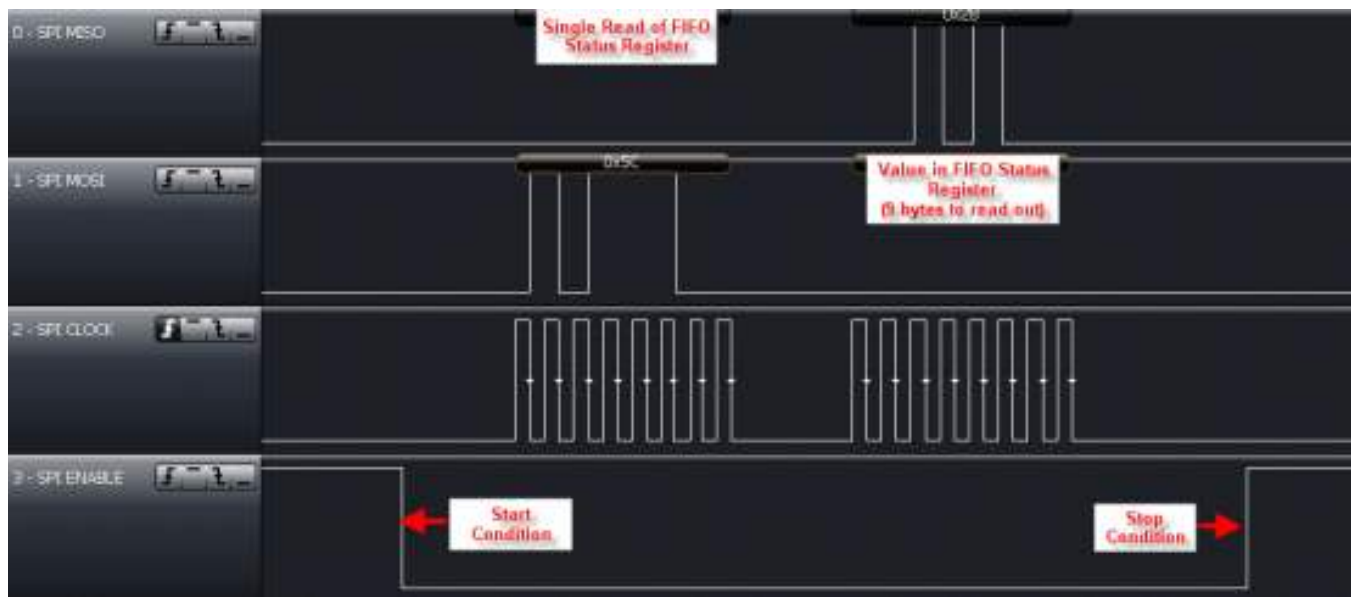 0 - SPI MISO
Single Read of FIFO
Status Register
1 - SPI MOSI
0x5C
Value in FIFO Status
Register
(9 bytes to read out)
2 - SPI CLOCK
3 - SPI ENABLE
Start
Condition
Stop
Condition